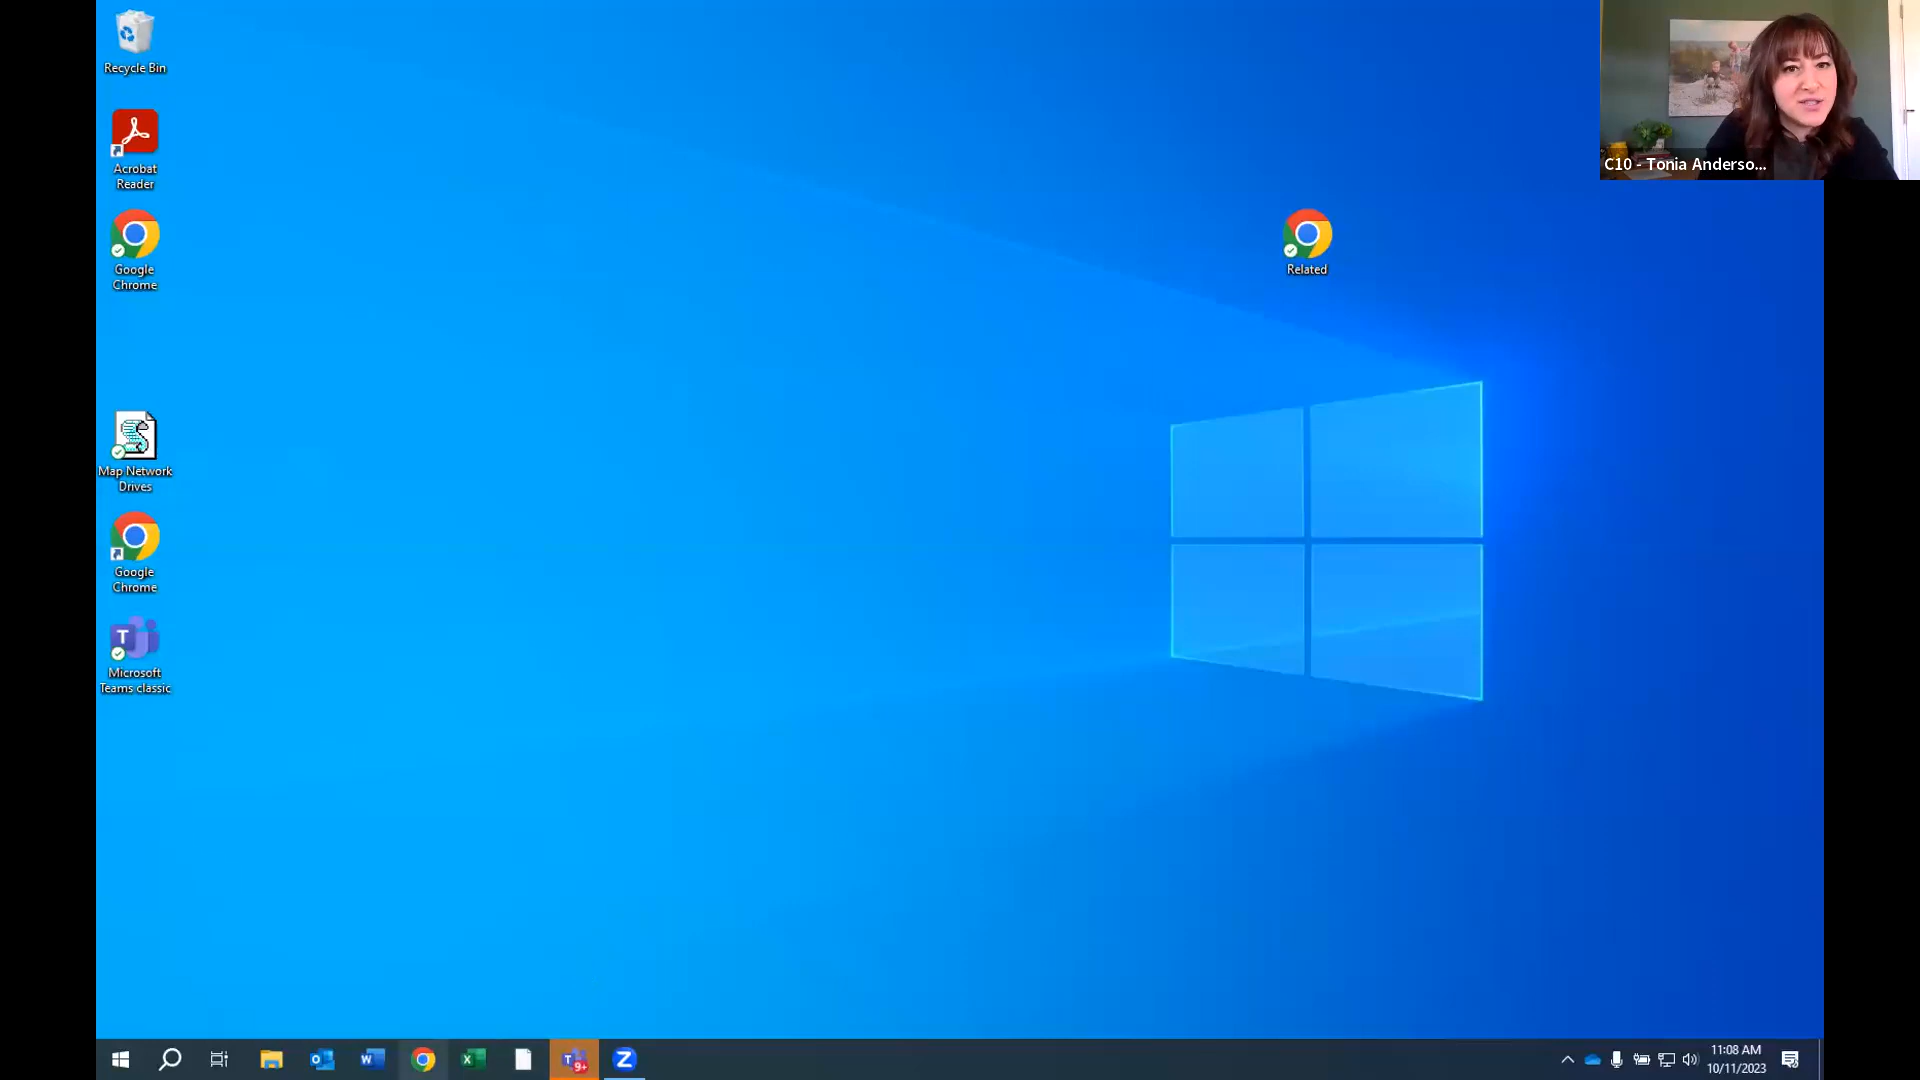 Recycle Bin
Acrobat
Reader
Google
Chrome
Map Network
Drives
Google
Chrome
T
Microsoft
Teams classic
Related
C10 - Tonia Anderso...
W
X
T
9+
Z
11:08 AM
10/11/2023